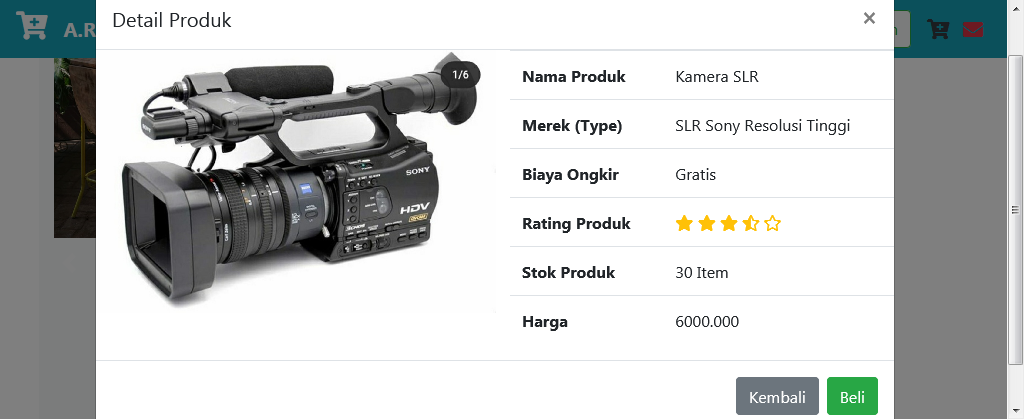 Detail Produk
×
A.R
1/6
SONY
HDV
Nama Produk Kamera SLR
Merek (Type) SLR Sony Resolusi Tinggi
Biaya Ongkir Gratis
Rating Produk
Stok Produk 30 Item
Harga 6000.000
Kembali Beli